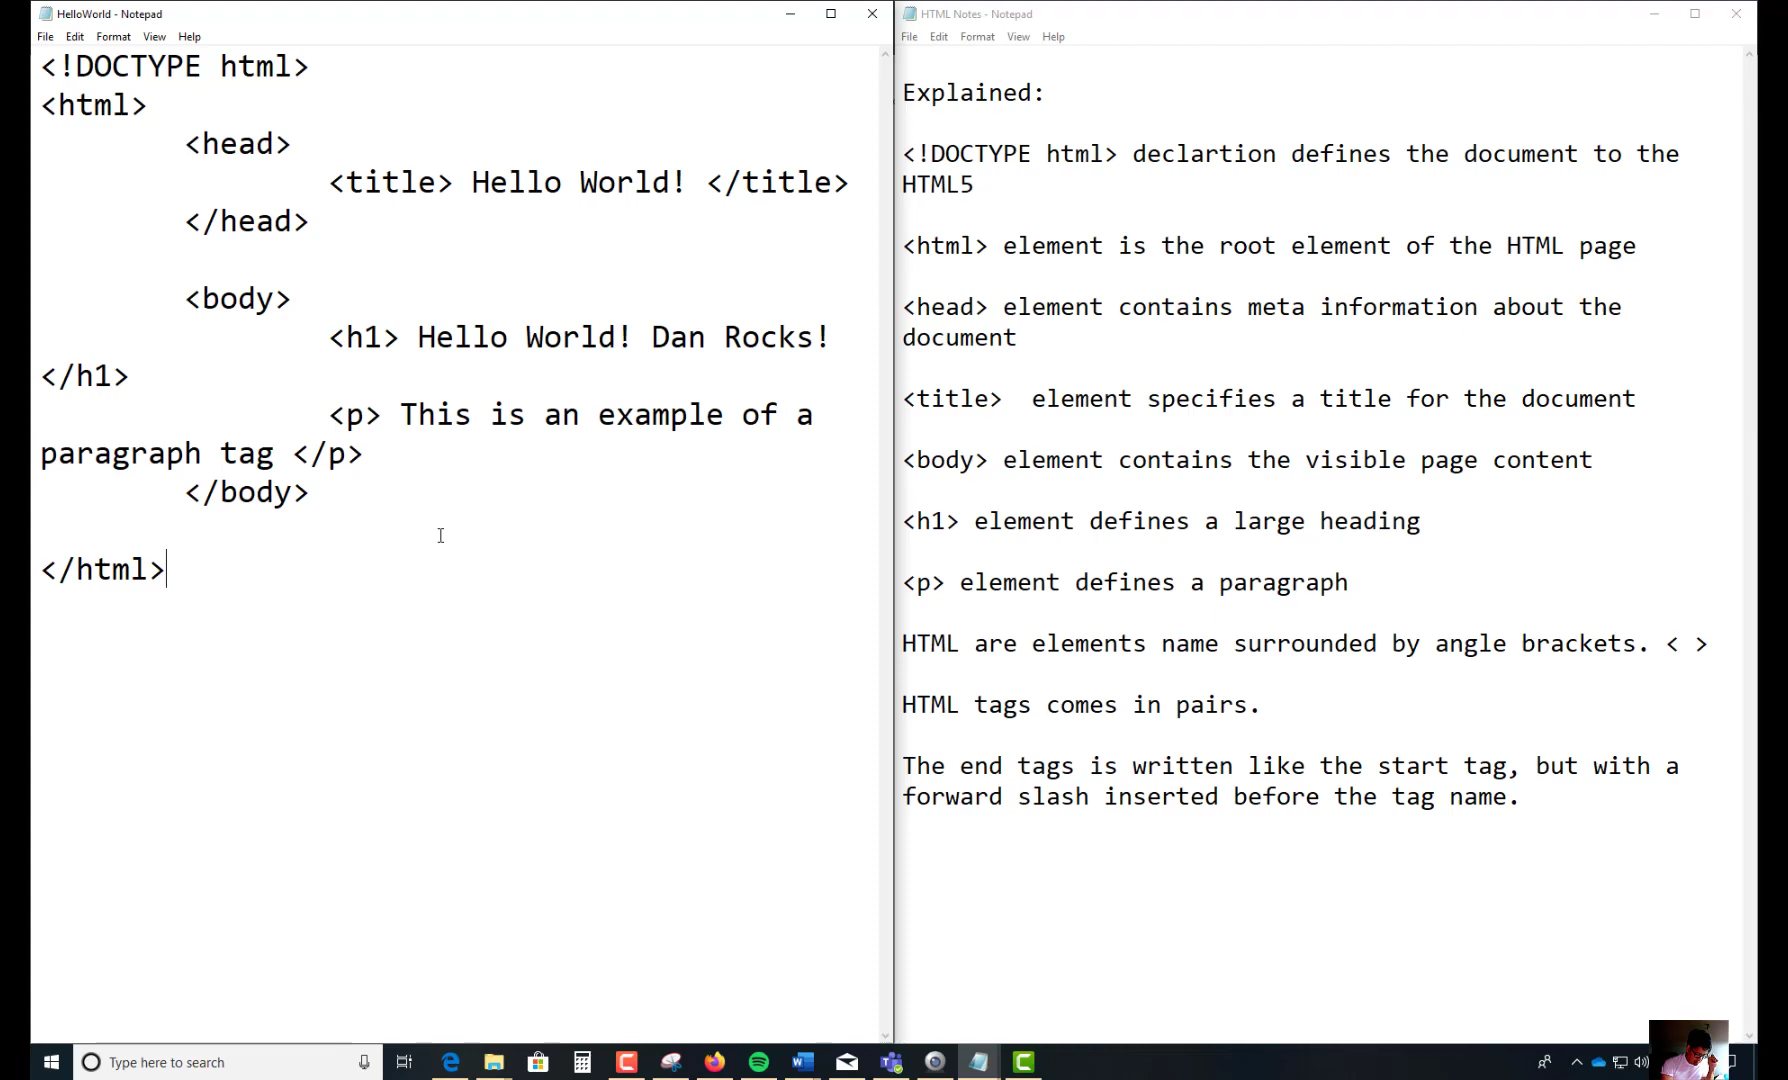 HelloWorld - Notepad
File Edit Format View Help
<!DOCTYPE html>
<html>
<head>
<title> Hello World! </title>
</head>
<body>
<h1> Hello World! Dan Rocks!
</h1>
<p> This is an example of a
paragraph tag </p>
</body>
</html>
HTML Notes - Notepad
File Edit Format View Help
Explained:
<!DOCTYPE html> declartion defines the document to the
HTML5
<html> element is the root element of the HTML page
<head> element contains meta information about the
document
<title>  element specifies a title for the document
<body> element contains the visible page content
<h1> element defines a large heading
<p> element defines a paragraph
HTML are elements name surrounded by angle brackets. < >
HTML tags comes in pairs.
The end tags is written like the start tag, but with a
forward slash inserted before the tag name.
Type here to search